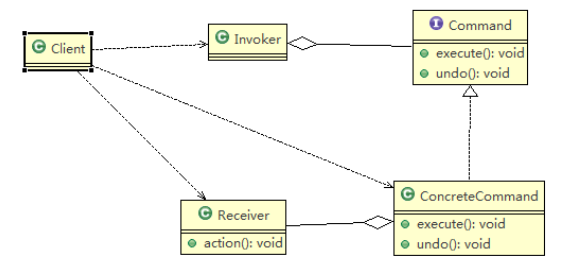 Client
Invoker
Command
execute(): void
undo(): void
Receiver
action(): void
ConcreteCommand
execute(): void
undo(): void